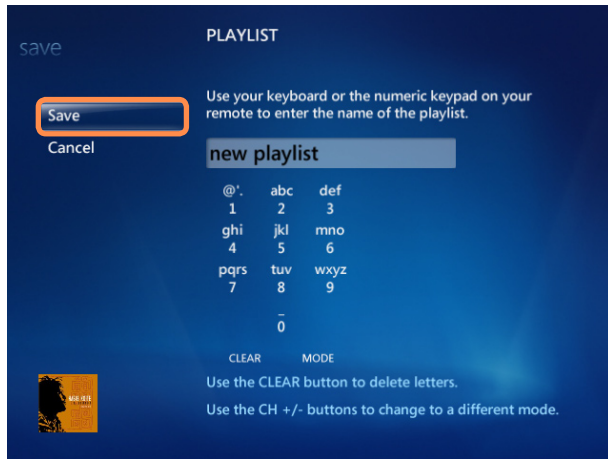 save
PLAYLIST
Use your keyboard or the numeric keypad on your
remote to enter the name of the playlist.
Save
Cancel
new playlist
@'. abc def
1 2 3
ghi jkl mno
4 5 6
pqrs tuv wxyz
7 8 9
_
0
CLEAR MODE
Use the CLEAR button to delete letters.
Use the CH +/- buttons to change to a different mode.